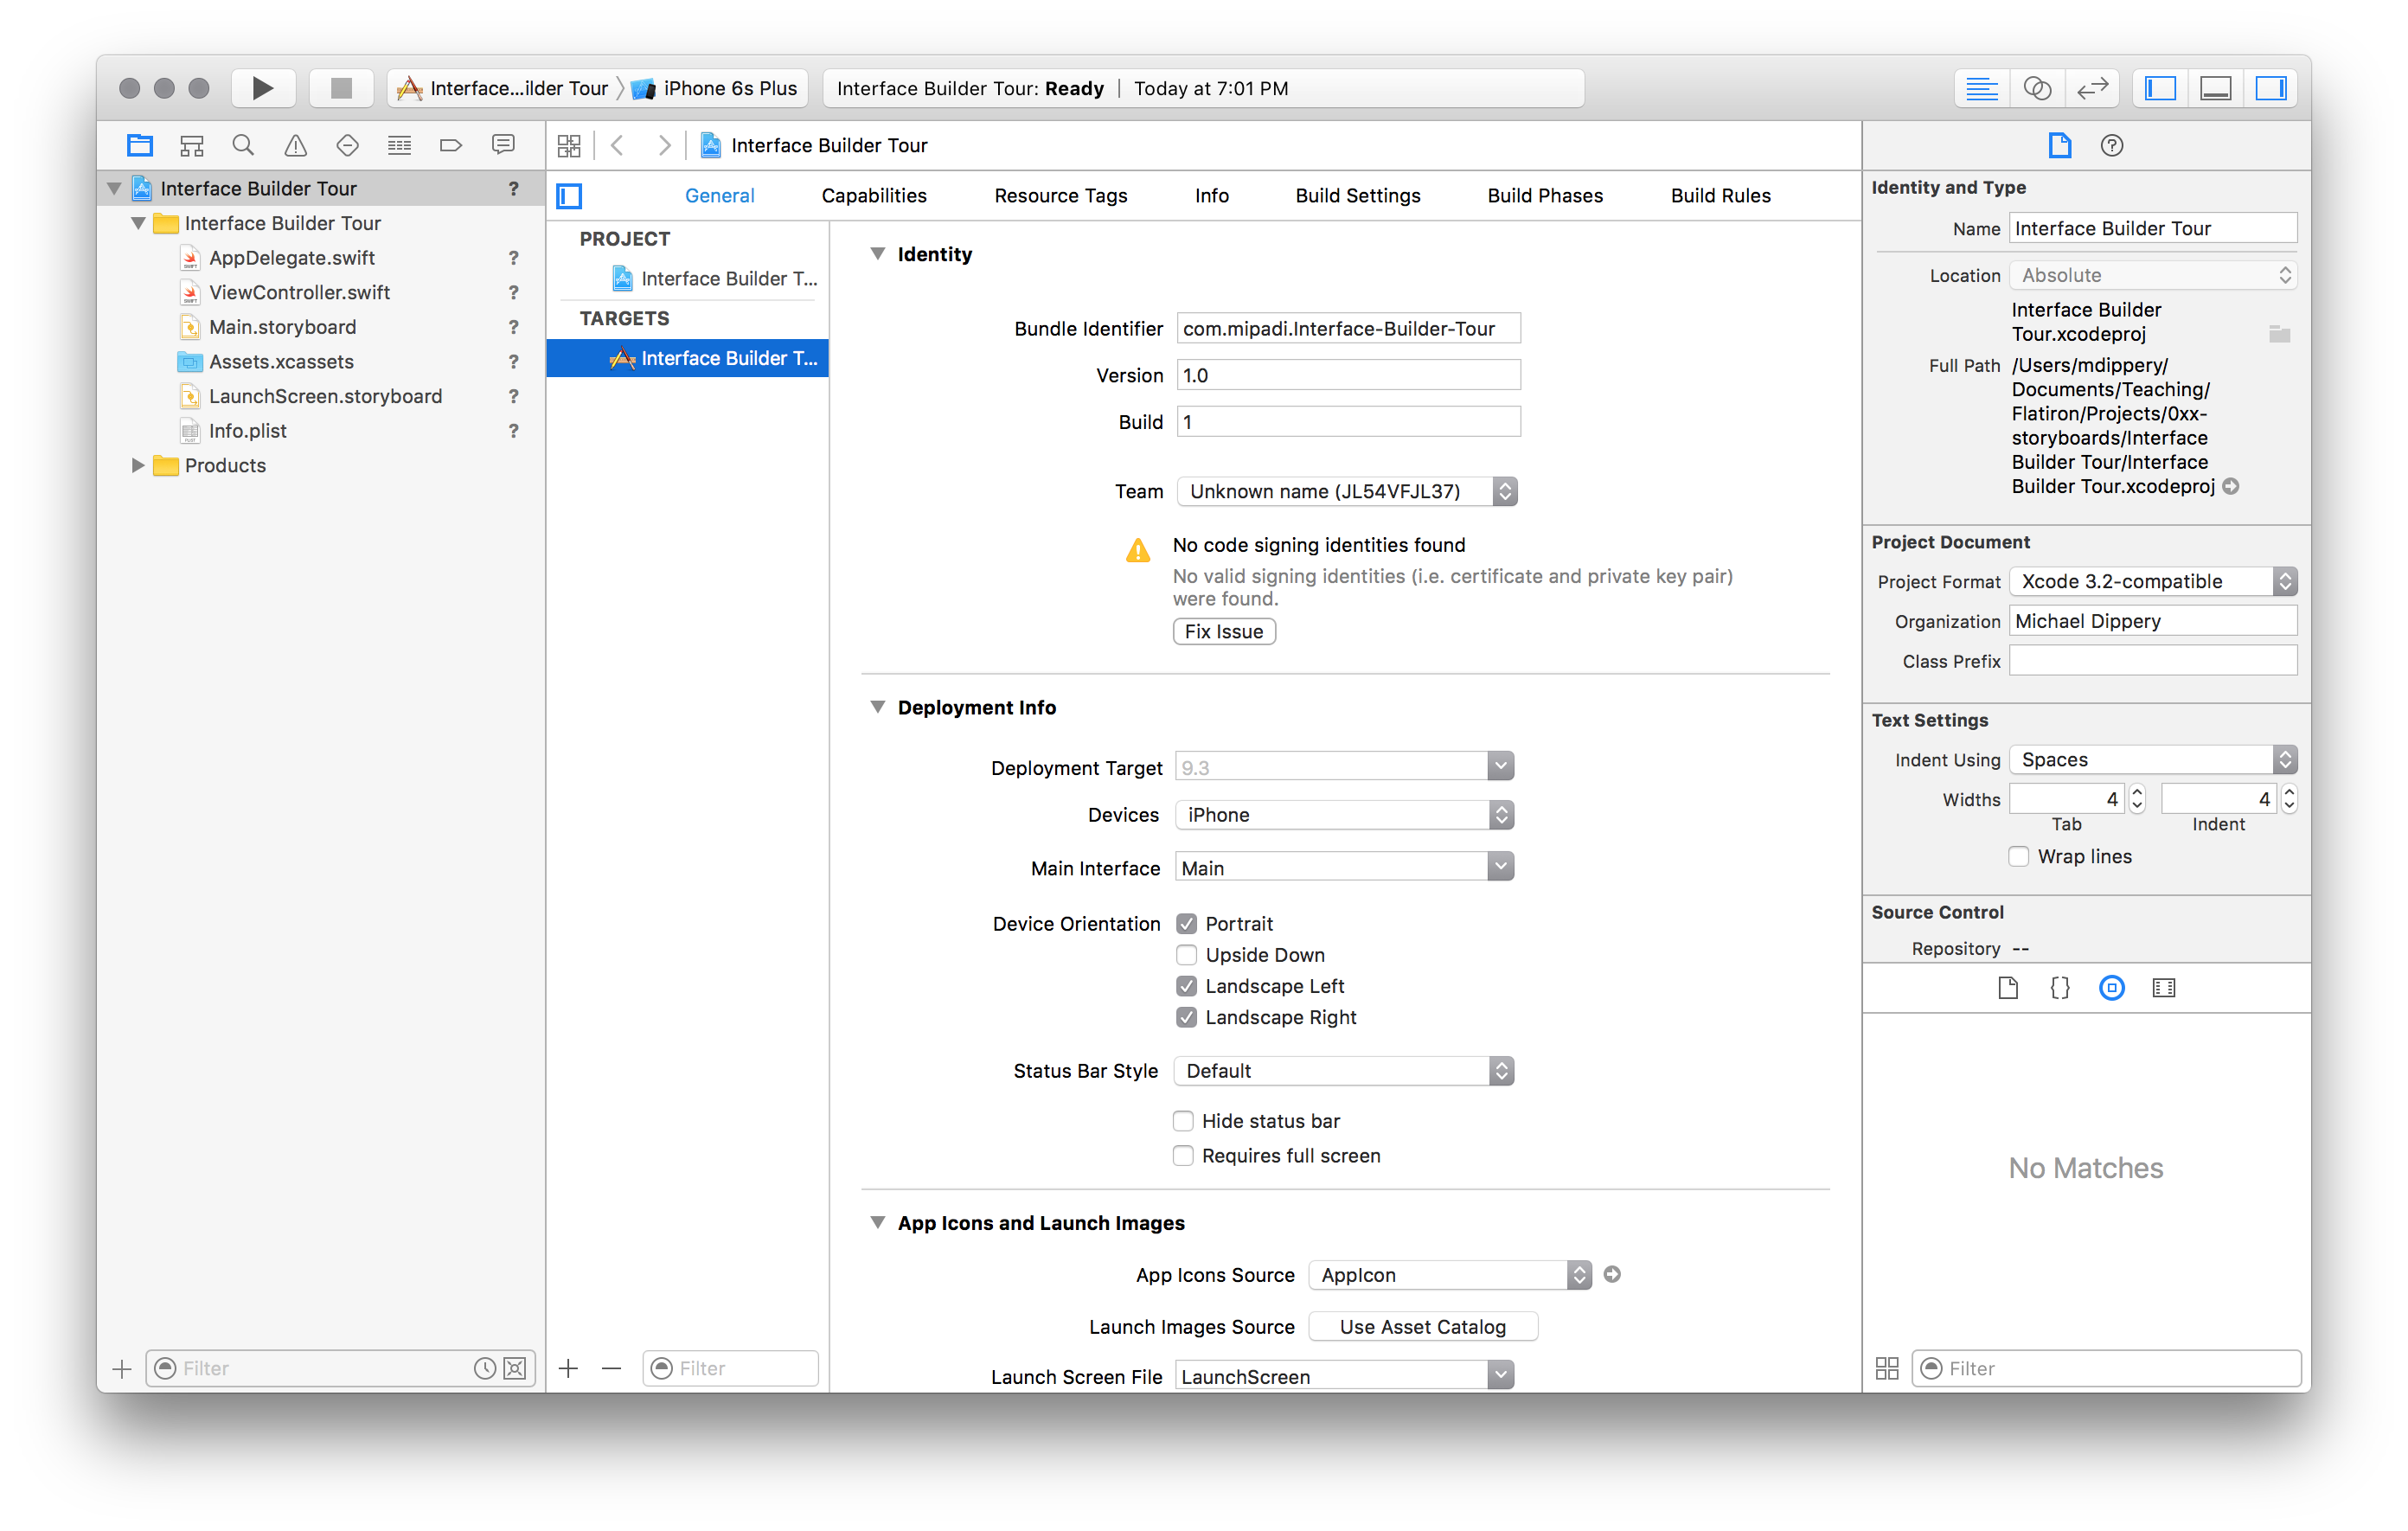 Interface...ilder Tour
iPhone 6s Plus
Interface Builder Tour: Ready | Today at 7:01 PM
Interface Builder Tour ?
Interface Builder Tour
AppDelegate.swift ?
ViewController.swift ?
Main.storyboard ?
Assets.xcassets ?
LaunchScreen.storyboard ?
Info.plist ?
Products
Filter
Interface Builder Tour
General Capabilities Resource Tags Info Build Settings Build Phases Build Rules
PROJECT
Interface Builder T...
TARGETS
Interface Builder T...
Filter
Identity
Bundle Identifier com.mipadi.Interface-Builder-Tour
Version 1.0
Build 1
Team Unknown name (JL54VFJL37)
No code signing identities found
No valid signing identities (i.e. certificate and private key pair)
were found.
Fix Issue
Deployment Info
Deployment Target 9.3
Devices iPhone
Main Interface Main
Device Orientation Portrait
Upside Down
Landscape Left
Landscape Right
Status Bar Style Default
Hide status bar
Requires full screen
App Icons and Launch Images
App Icons Source AppIcon
Launch Images Source Use Asset Catalog
Launch Screen File LaunchScreen
Identity and Type
Name Interface Builder Tour
Location Absolute
Interface Builder
Tour.xcodeproj
Full Path /Users/mdippery/
Documents/Teaching/
Flatiron/Projects/0xx-
storyboards/Interface
Builder Tour/Interface
Builder Tour.xcodeproj
Project Document
Project Format Xcode 3.2-compatible
Organization Michael Dippery
Class Prefix
Text Settings
Indent Using Spaces
Widths 4 4
Tab Indent
Wrap lines
Source Control
Repository --
{}
No Matches
Filter